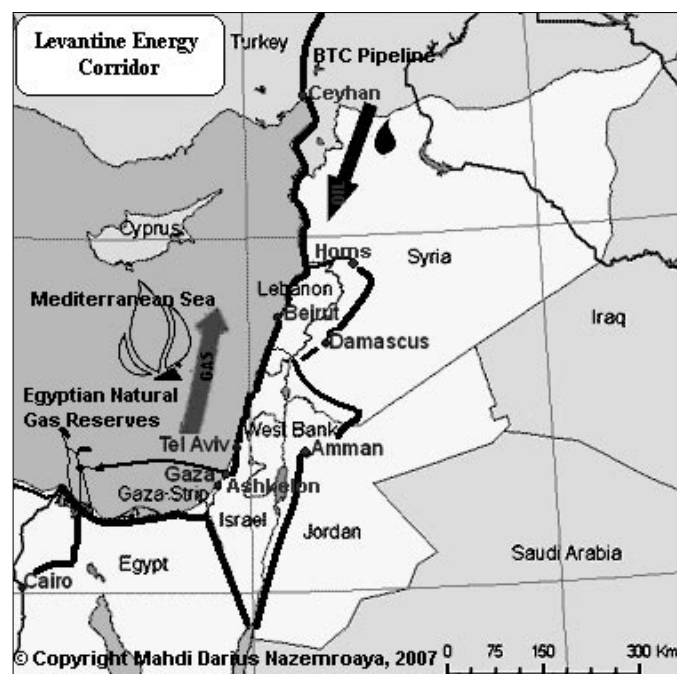 Levantine Energy
Corridor
Turkey
BTC Pipeline
Ceyhan
OIL
Cyprus
Homs
Syria
Lebanon
Mediterranean Sea
Beirut
Iraq
Damascus
GAS
Egyptian Natural
Gas Reserves
West Bank
Tel Aviv
Amman
Gaza
Ashkelon
Gaza-Strip
Israel
Jordan
Saudi Arabia
Egypt
Cairo
© Copyright Mahdi Darius Nazemroaya, 2007
0 75 150 300 Km